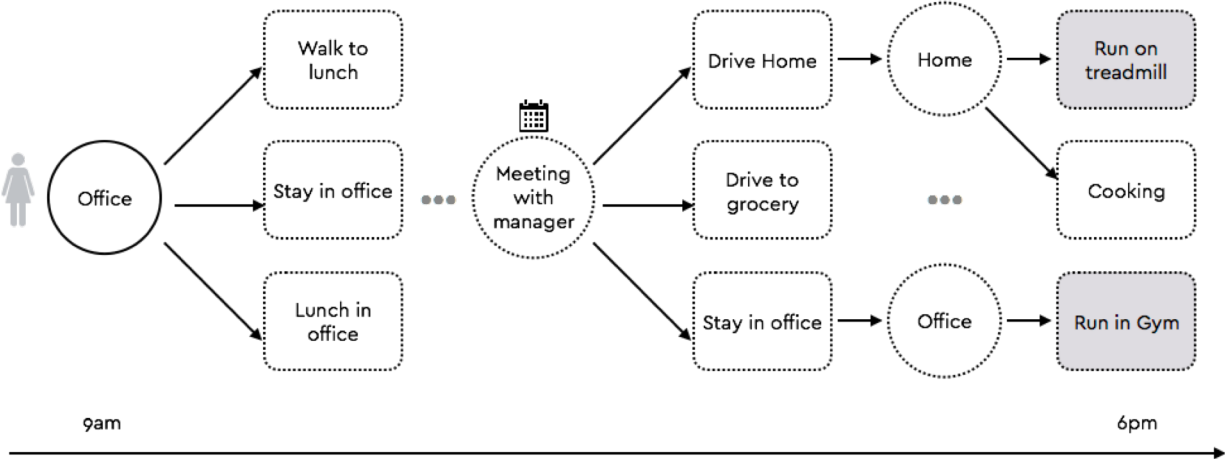 Office
Walk to
lunch
Stay in office
Lunch in
office
Meeting
with
manager
Drive Home
Drive to
grocery
Stay in office
Home
Office
Run on
treadmill
Cooking
Run in Gym
9am
6pm